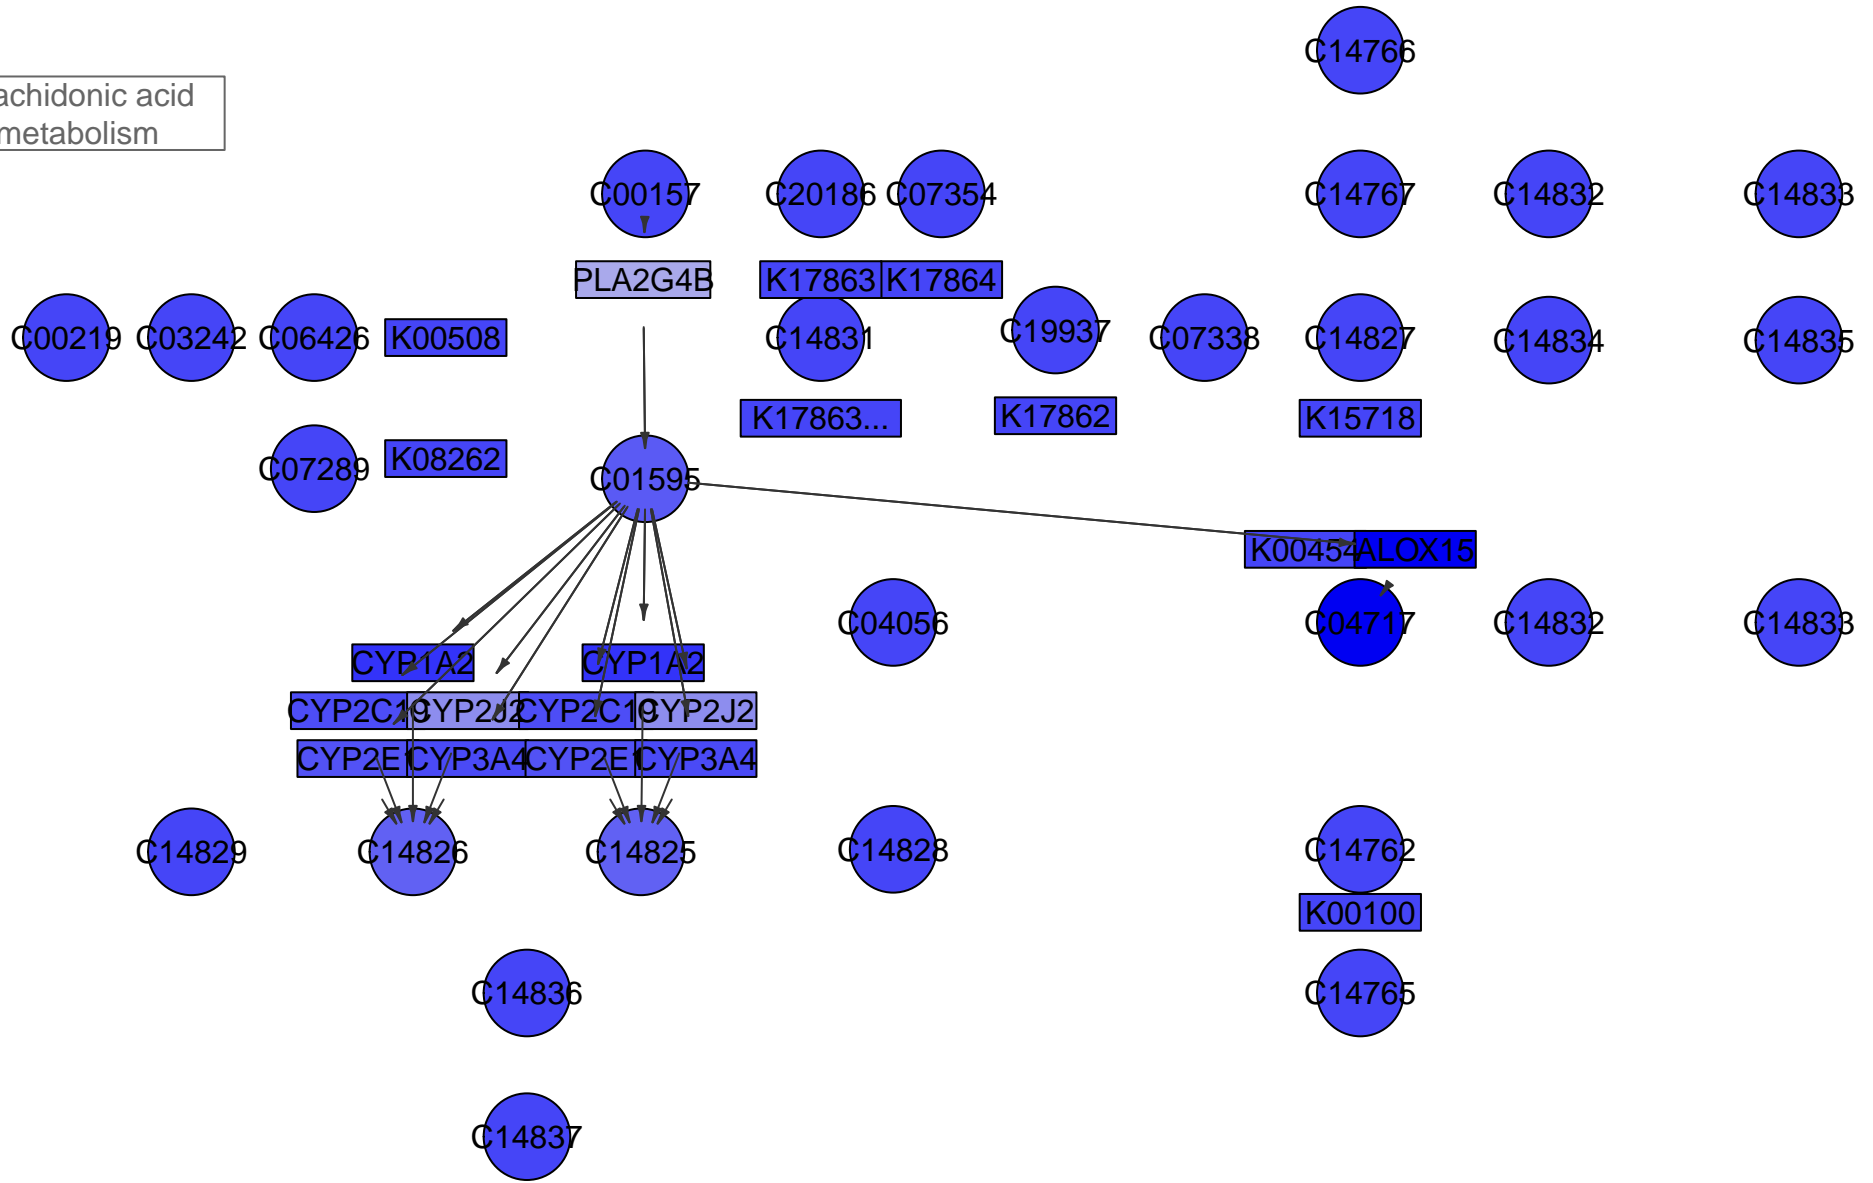 C14766
achidonic acid
metabolism
C00157
C20186
C07354
C14767
C14832
C14833
PLA2G4B
K17863
K17864
C00219
C03242
C06426
K00508
C14831
C19937
C07338
C14827
C14834
C14835
K17863...
K17862
K15718
C07289
K08262
C01595
K00454
ALOX15
C04056
C04717
C14832
C14833
CYP1A2
CYP1A2
CYP2C19
CYP2J2
CYP2C19
CYP2J2
CYP2E1
CYP3A4
CYP2E1
CYP3A4
C14829
C14826
C14825
C14828
C14762
K00100
C14836
C14765
C14837